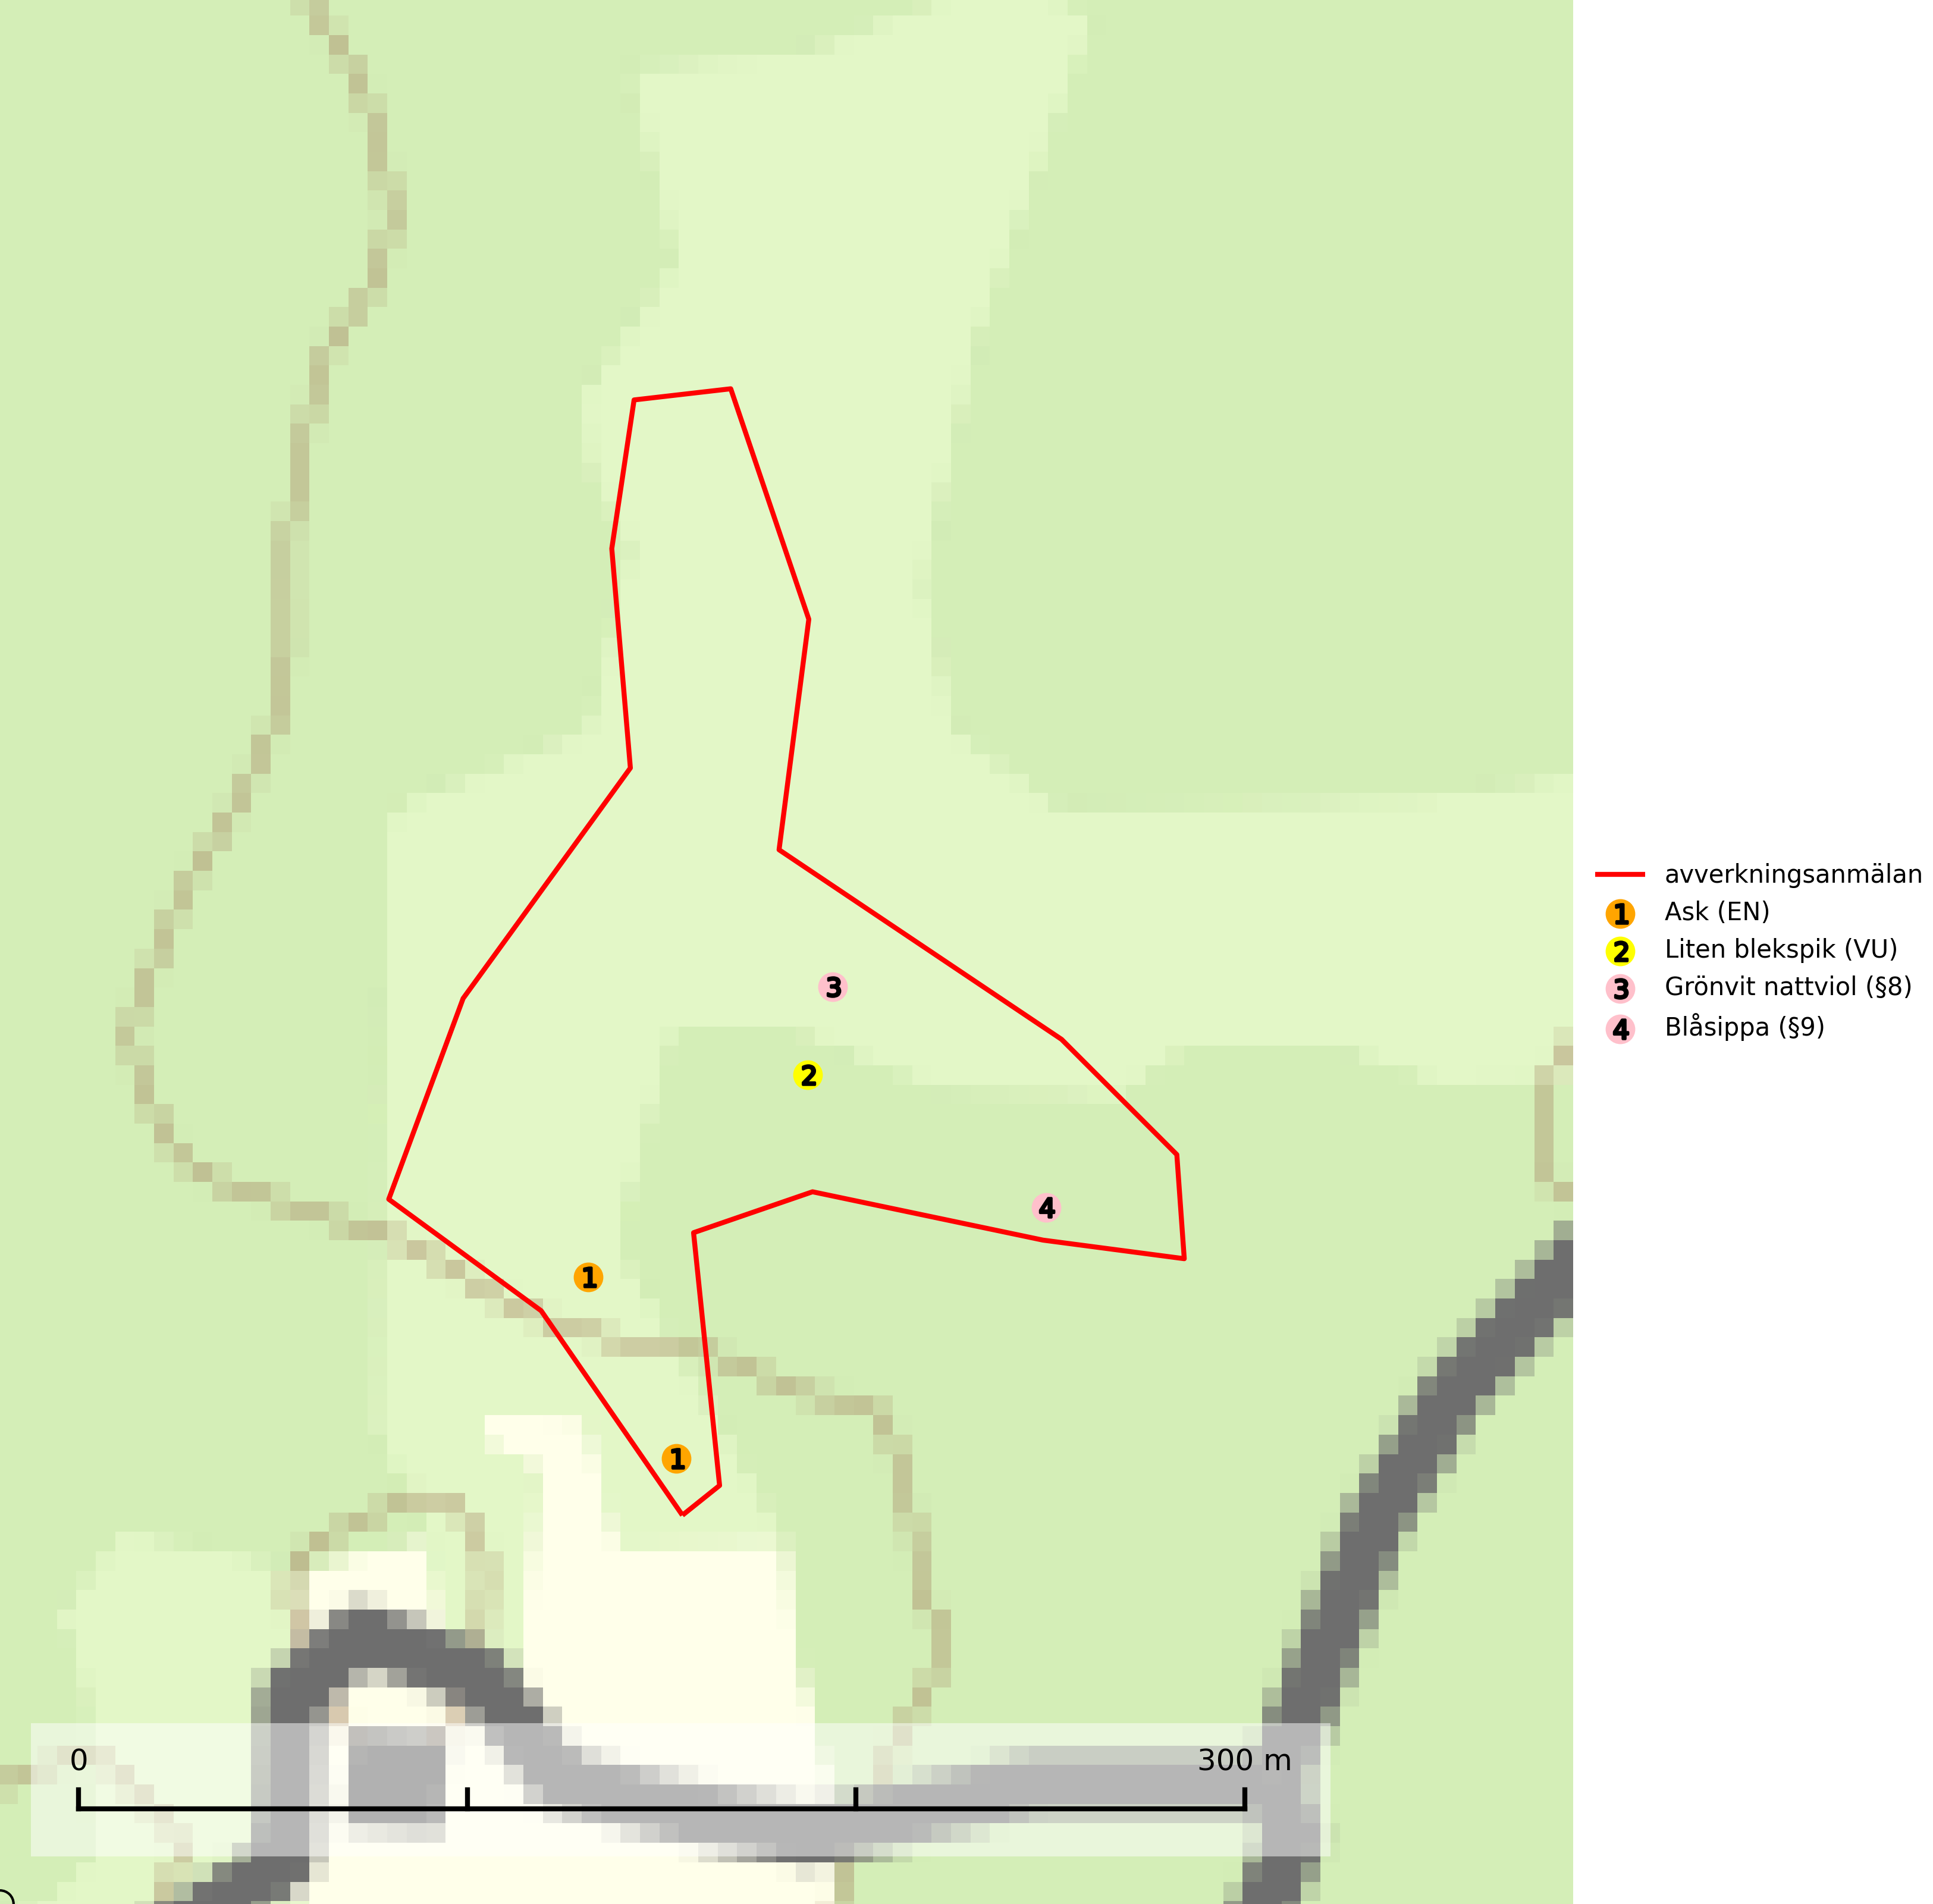 3
2
4
1
1
0
300 m
avverkningsanmälan
1 Ask (EN)
2 Liten blekspik (VU)
3 Grönvit nattviol (§8)
4 Blåsippa (§9)